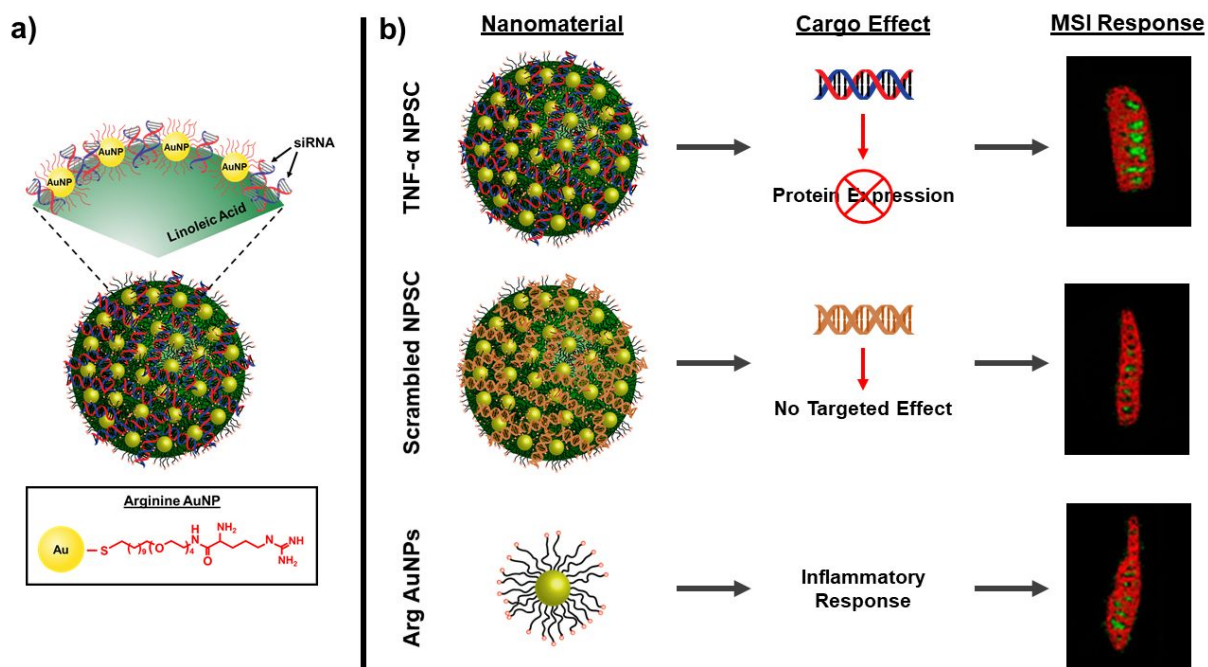 a)
siRNA
AuNP
AuNP
AuNP
AuNP
Linoleic Acid
Arginine AuNP
Au
S
9
O
4
H
N
O
NH₂
N
H
NH
NH₂
b)
Nanomaterial
Cargo Effect
MSI Response
TNF-α NPSC
Protein Expression
Scrambled NPSC
No Targeted Effect
Arg AuNPs
Inflammatory
Response